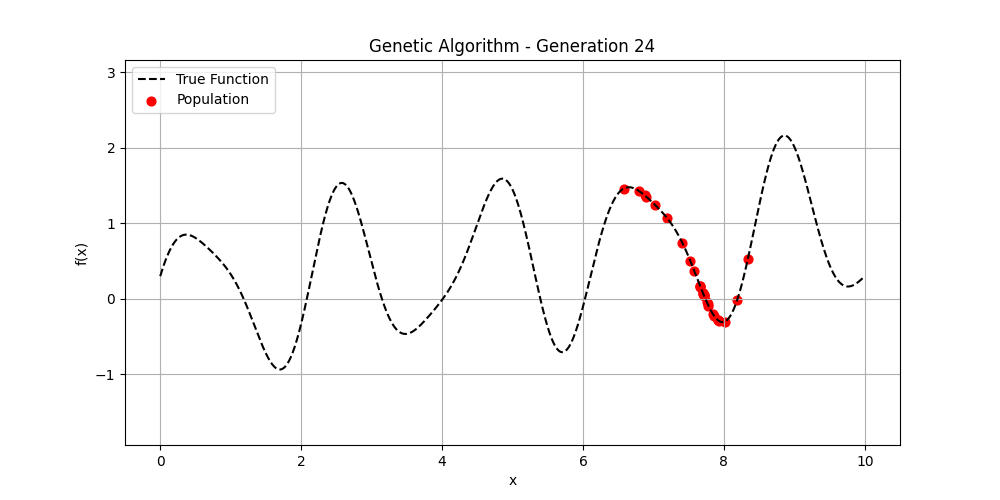 Genetic Algorithm - Generation 24
True Function
Population
3
2
1
0
−1
f(x)
0 2 4 6 8 10
x